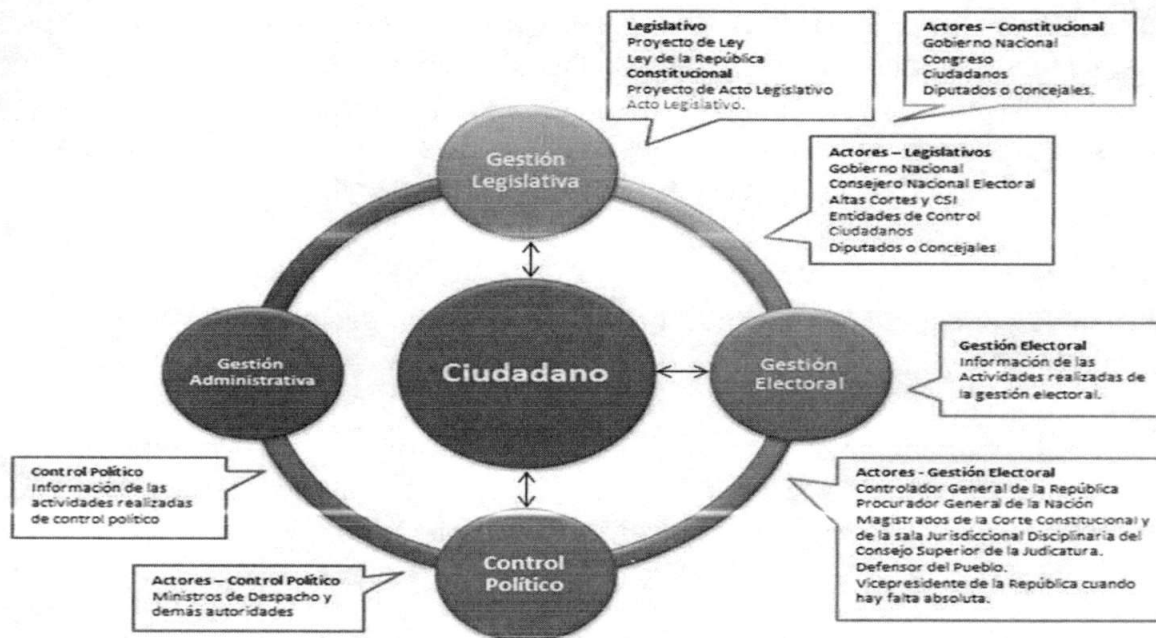 Legislativo
Proyecto de Ley
Ley de la República
Constitucional
Proyecto de Acto Legislativo
Acto Legislativo.
Actores – Constitucional
Gobierno Nacional
Congreso
Ciudadanos
Diputados o Concejales.
Gestión
Legislativa
Actores – Legislativos
Gobierno Nacional
Consejero Nacional Electoral
Altas Cortes y CSI
Entidades de Control
Ciudadanos
Diputados o Concejales
Gestión
Administrativa
Ciudadano
Gestión
Electoral
Gestión Electoral
Información de las
Actividades realizadas de
la gestión electoral.
Control Político
Información de las
actividades realizadas
de control político
Actores - Gestión Electoral
Controlador General de la República
Procurador General de la Nación
Magistrados de la Corte Constitucional y
de la sala Jurisdiccional Disciplinaria del
Consejo Superior de la Judicatura.
Defensor del Pueblo.
Vicepresidente de la República cuando
hay falta absoluta.
Control
Político
Actores – Control Político
Ministros de Despacho y
demás autoridades